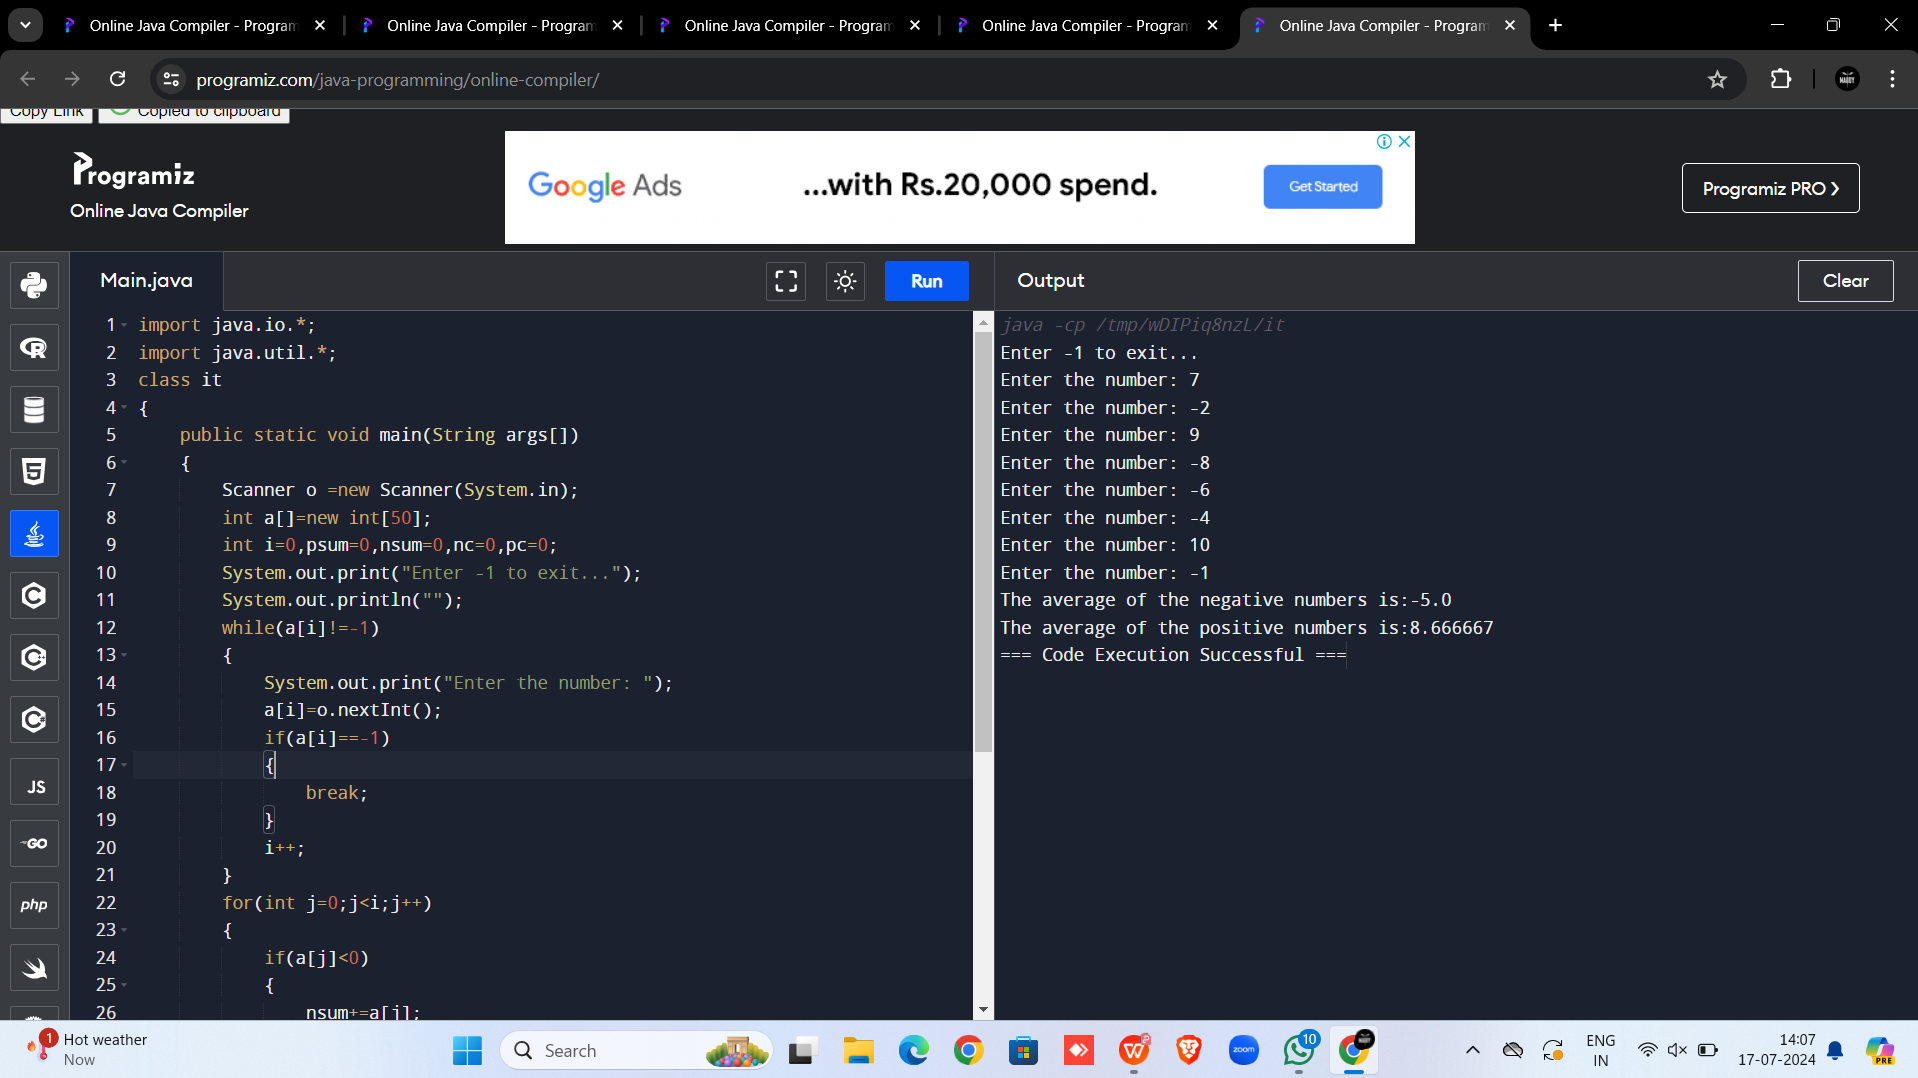 Online Java Compiler - Program
Online Java Compiler - Program
Online Java Compiler - Program
Online Java Compiler - Program
Online Java Compiler - Program
programiz.com/java-programming/online-compiler/
Copy Link
Copied to clipboard
Programiz
Online Java Compiler
Google Ads
...with Rs.20,000 spend.
Get Started
Programiz PRO
Main.java
Run
Output
Clear
1 import java.io.*;
2 import java.util.*;
3 class it
4 {
5 public static void main(String args[])
6 {
7 Scanner o =new Scanner(System.in);
8 int a[]=new int[50];
9 int i=0,psum=0,nsum=0,nc=0,pc=0;
10 System.out.print("Enter -1 to exit...");
11 System.out.println("");
12 while(a[i]!=-1)
13 {
14 System.out.print("Enter the number: ");
15 a[i]=o.nextInt();
16 if(a[i]==-1)
17 {
18 break;
19 }
20 i++;
21 }
22 for(int j=0;j<i;j++)
23 {
24 if(a[j]<0)
25 {
26 nsum+=a[j];
java -cp /tmp/wDIPiq8nzL/it
Enter -1 to exit...
Enter the number: 7
Enter the number: -2
Enter the number: 9
Enter the number: -8
Enter the number: -6
Enter the number: -4
Enter the number: 10
Enter the number: -1
The average of the negative numbers is:-5.0
The average of the positive numbers is:8.666667
=== Code Execution Successful ===
R
5
C
C
C
JS
GO
php
1
Hot weather
Now
Search
zoom
10
ENG
IN
14:07
17-07-2024
PRE